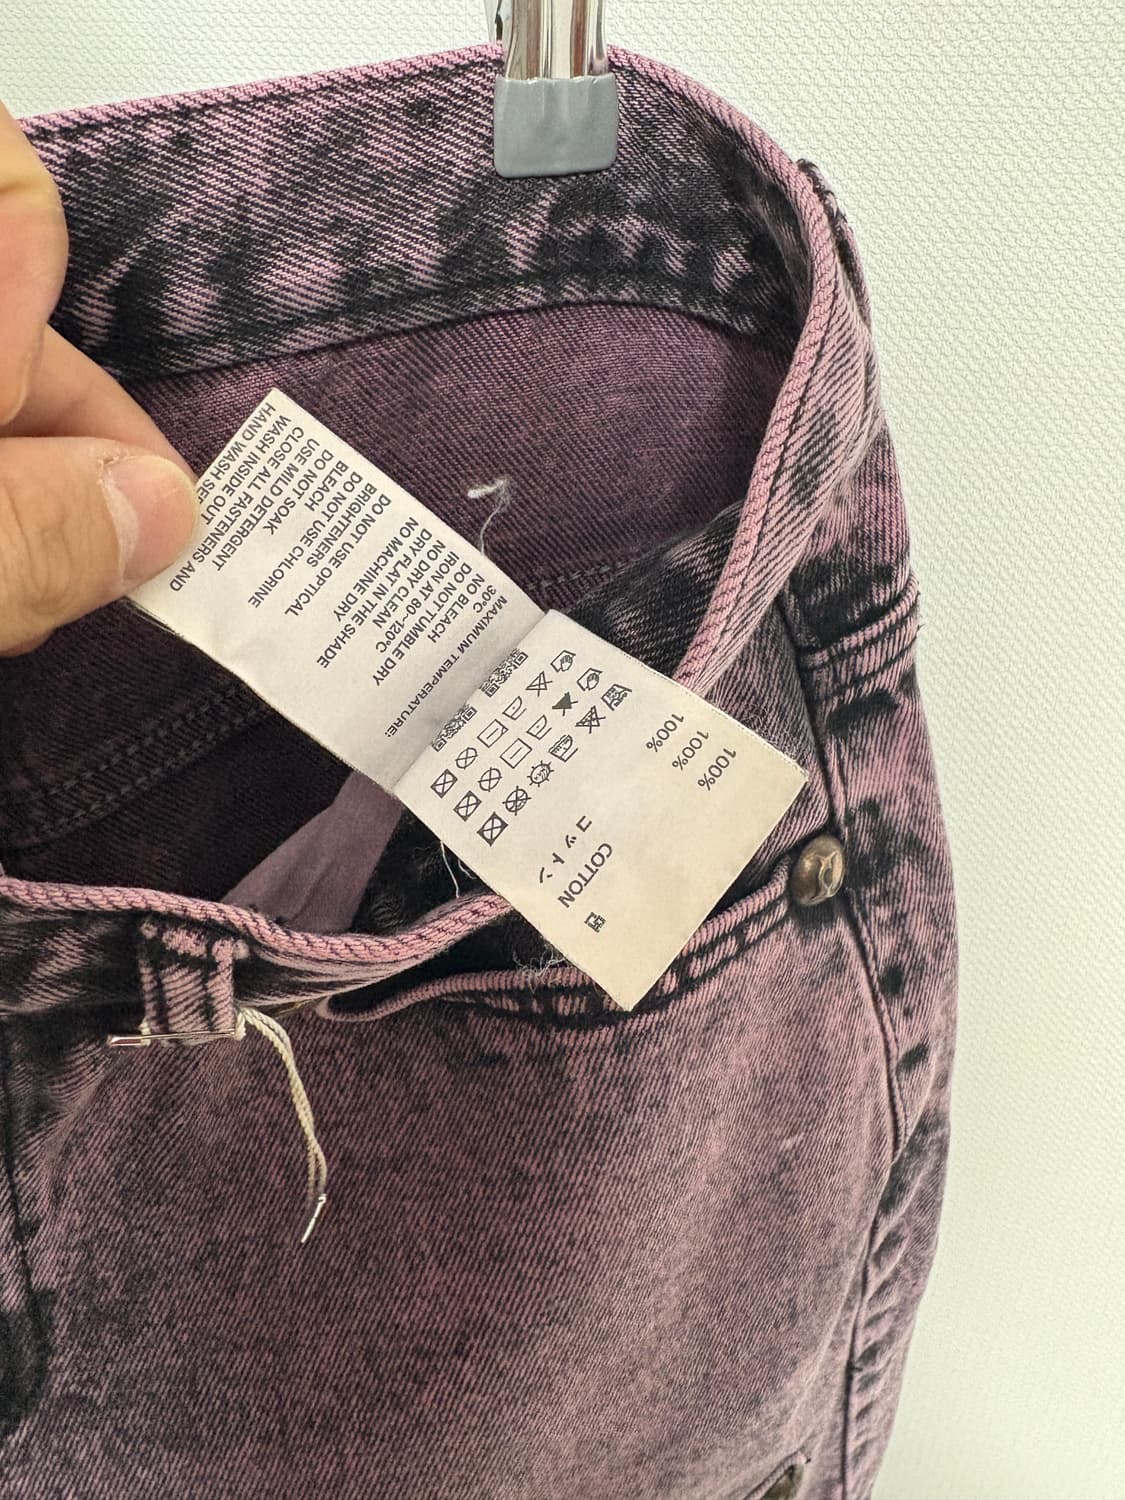 HAND WASH SE
WASH INSIDE OUT
CLOSE ALL FASTENERS AND
USE MILD DETERGENT
DO NOT SOAK
DO NOT USE CHLORINE
BLEACH
DO NOT USE OPTICAL
BRIGHTENERS
DRY FLAT IN THE SHADE
NO MACHINE DRY
NO DRY CLEAN
IRON AT 80-120°C
DO NOT TUMBLE DRY
NO BLEACH
30°C
MAXIMUM TEMPERATURE:
100% COTTON
100% コットン
100%